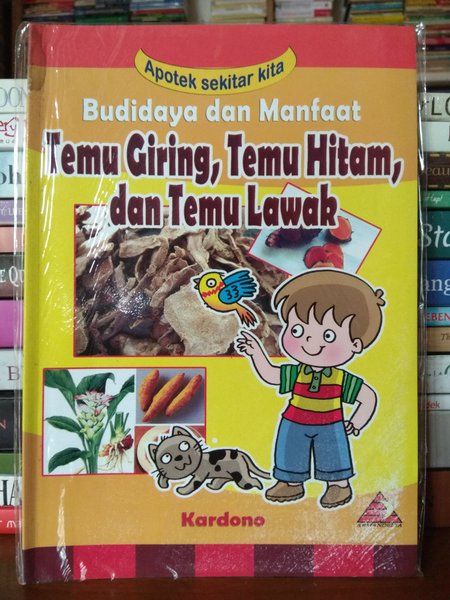 Apotek sekitar kita
Budidaya dan Manfaat
Temu Giring, Temu Hitam,
dan Temu Lawak
Kardono